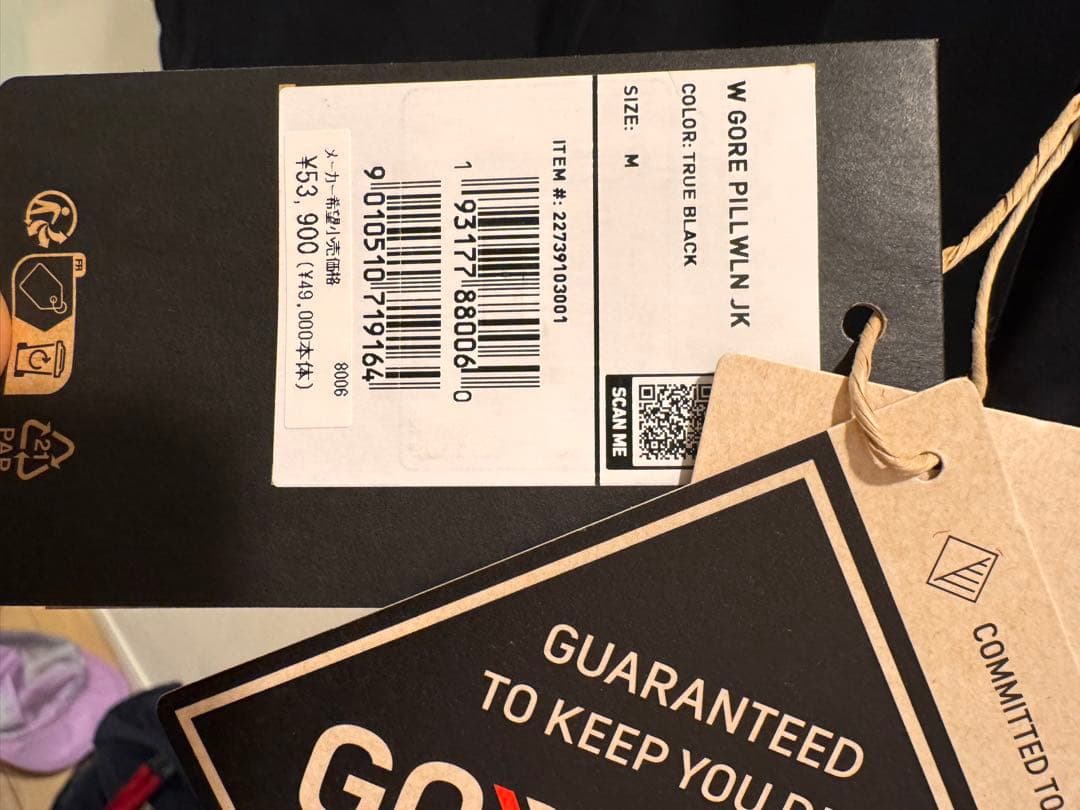 W GORE PILLWLN JK
COLOR: TRUE BLACK
SIZE: M
SCAN ME
ITEM #: 22739103001
1 93177 88006 0
9 010510 719164
メーカー希望小売価格 8006
¥53,900(¥49,000本体)
FR
21
PAP
GUARANTEED
TO KEEP YOU
COMMITTED TO